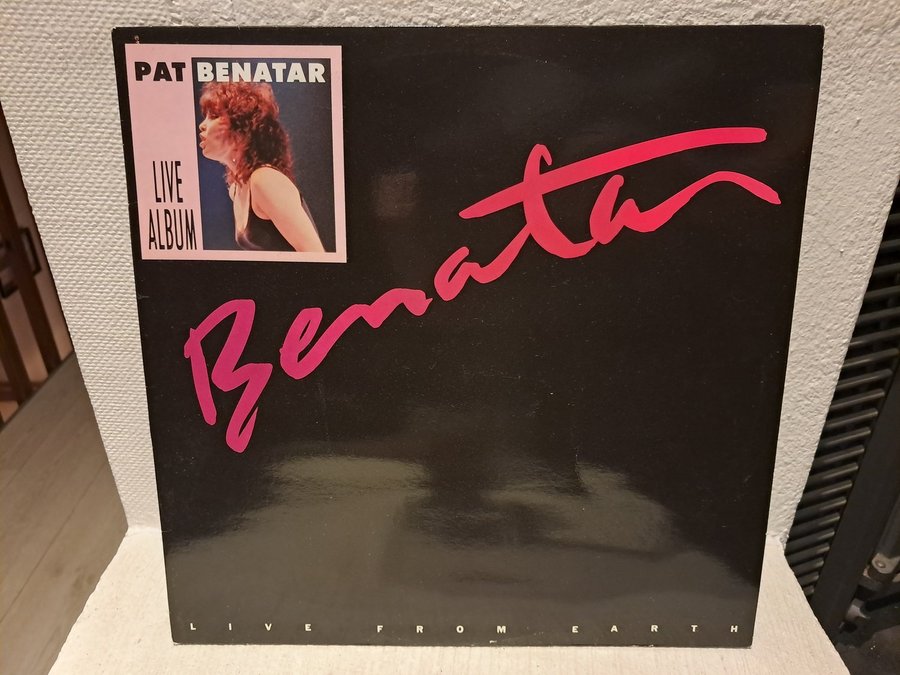 PAT BENATAR
LIVE
ALBUM
Benatar
LIVE FROM EARTH